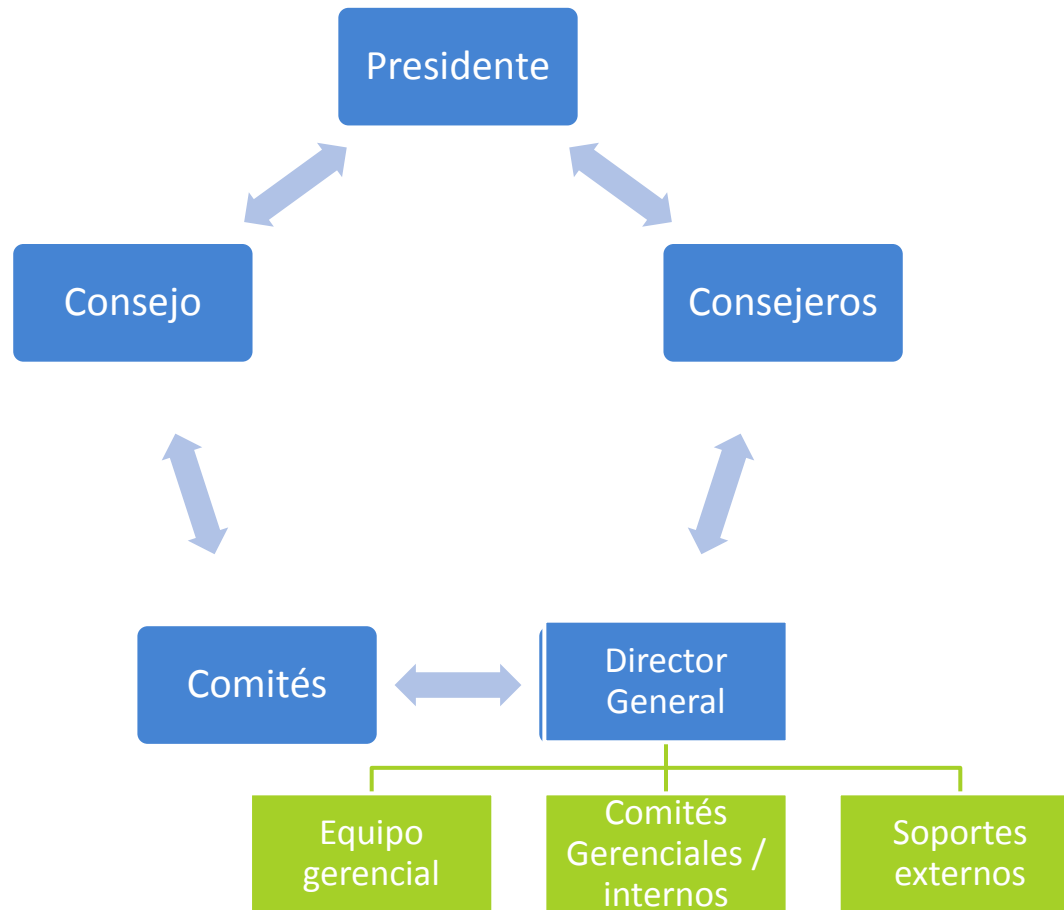 Presidente
Consejo
Consejeros
Comités
Director
General
Equipo
gerencial
Comités
Gerenciales /
internos
Soportes
externos